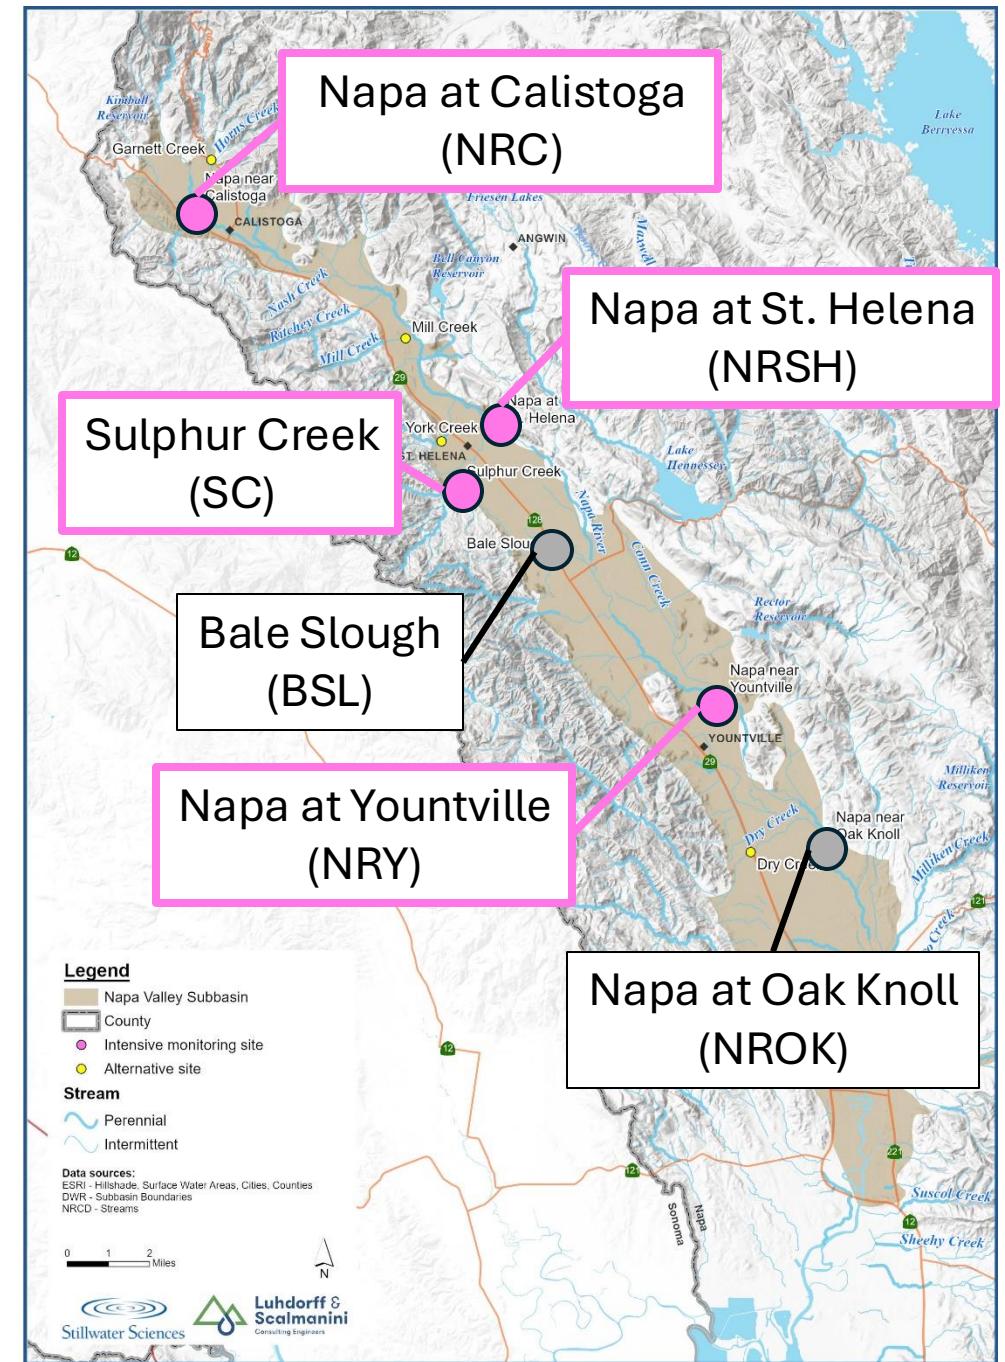 Napa at Calistoga
(NRC)
Lake
Berryessa
Kimball
Reservoir
Horns Creek
Garnett Creek
Napa near
Calistoga
CALISTOGA
Friesen Lakes
ANGWIN
Maxwell
Bell Canyon
Reservoir
Napa at St. Helena
(NRSH)
Nash Creek
Ritchey Creek
Mill Creek
Mill Creek
29
Sulphur Creek
(SC)
Napa at
Helena
York Creek
ST. HELENA
Sulphur Creek
Lake
Hennessey
Napa River
128
Bale Slou
Conn Creek
12
Bale Slough
(BSL)
Rector
Reservoir
Napa near
Yountville
YOUNTVILLE
29
Napa at Yountville
(NRY)
Milliken
Reservoir
Dry Creek
Napa near
Oak Knoll
Dry Cre
Milliken Creek
121
Creek
Napa at Oak Knoll
(NROK)
Legend
Napa Valley Subbasin
County
Intensive monitoring site
Alternative site
Stream
Perennial
Intermittent
Data sources:
ESRI - Hillshade, Surface Water Areas, Cities, Counties
DWR - Subbasin Boundaries
NRCD - Streams
0 1 2
Miles
N
Stillwater Sciences
Luhdorff &
Scalmanini
Consulting Engineers
12
121
221
Napa
Sonoma
12
Suscol Creek
Sheehy Creek